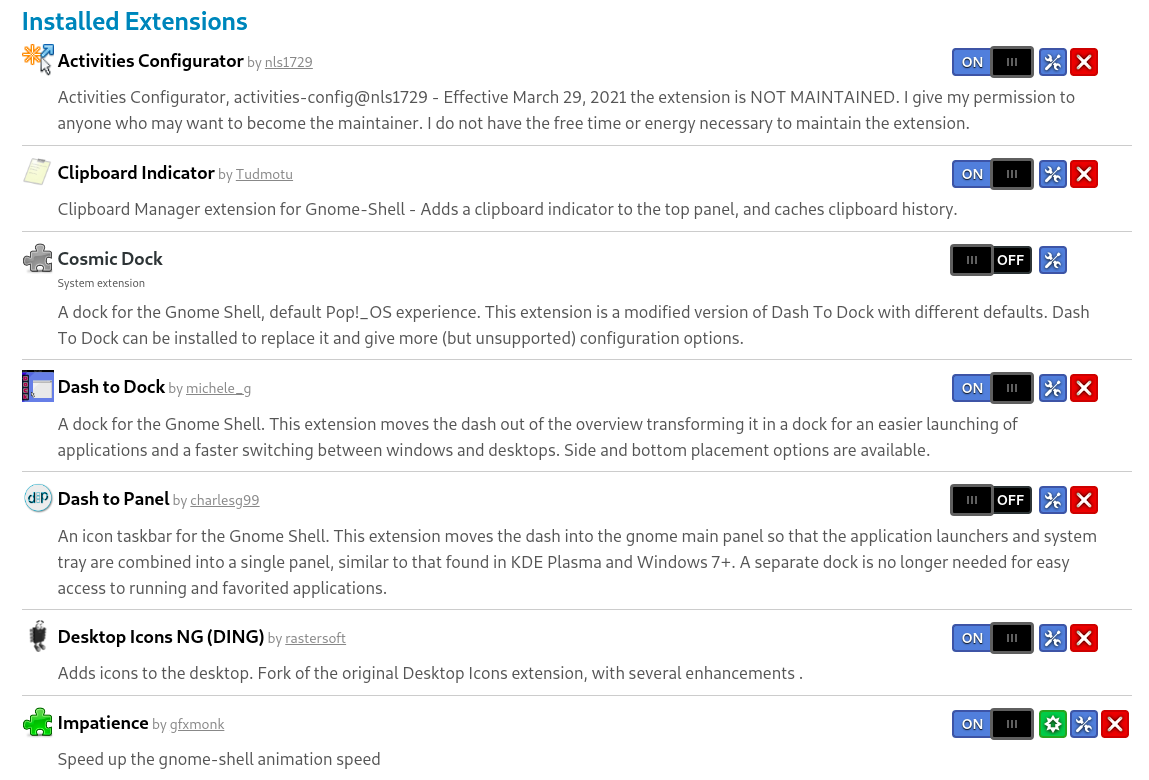 Installed Extensions
Activities Configurator by nls1729 ON
Activities Configurator, activities-config@nls1729 - Effective March 29, 2021 the extension is NOT MAINTAINED. I give my permission to
anyone who may want to become the maintainer. I do not have the free time or energy necessary to maintain the extension.
Clipboard Indicator by Tudmotu ON
Clipboard Manager extension for Gnome-Shell - Adds a clipboard indicator to the top panel, and caches clipboard history.
Cosmic Dock OFF
System extension
A dock for the Gnome Shell, default Pop!_OS experience. This extension is a modified version of Dash To Dock with different defaults. Dash
To Dock can be installed to replace it and give more (but unsupported) configuration options.
Dash to Dock by michele_g ON
A dock for the Gnome Shell. This extension moves the dash out of the overview transforming it in a dock for an easier launching of
applications and a faster switching between windows and desktops. Side and bottom placement options are available.
Dash to Panel by charlesg99 OFF
An icon taskbar for the Gnome Shell. This extension moves the dash into the gnome main panel so that the application launchers and system
tray are combined into a single panel, similar to that found in KDE Plasma and Windows 7+. A separate dock is no longer needed for easy
access to running and favorited applications.
Desktop Icons NG (DING) by rastersoft ON
Adds icons to the desktop. Fork of the original Desktop Icons extension, with several enhancements .
Impatience by gfxmonk ON
Speed up the gnome-shell animation speed